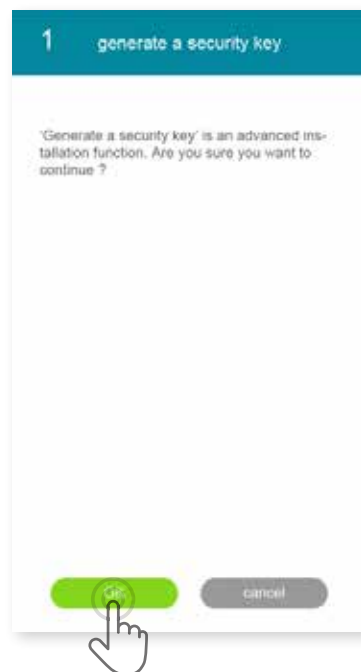 1 generate a security key
'Generate a security key' is an advanced ins-
tallation function. Are you sure you want to
continue ?
cancel